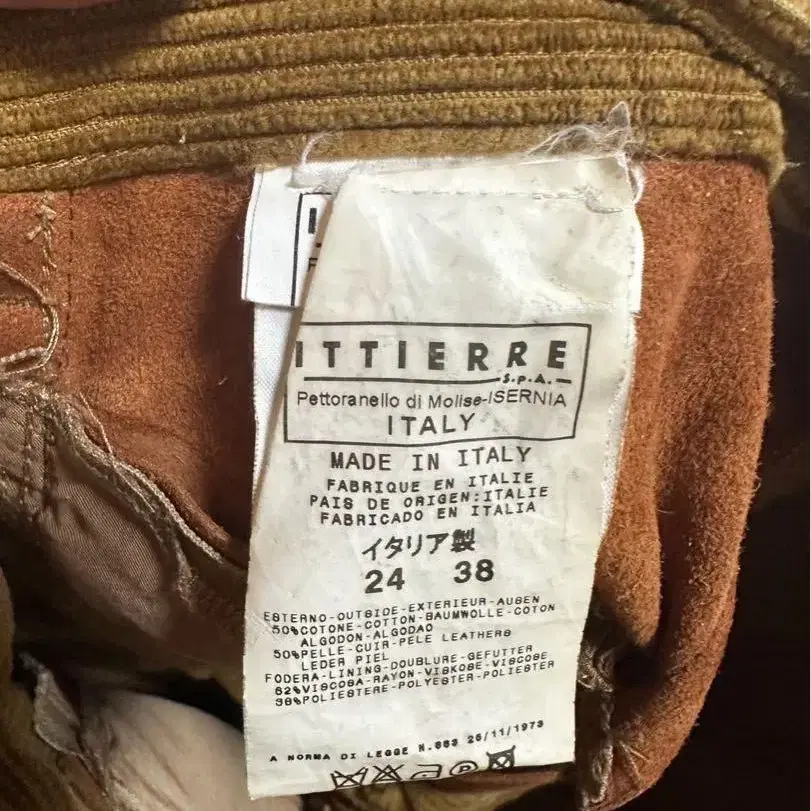 ITTIERRE
S.P.A.
Pettoranello di Molise-ISERNIA
ITALY
MADE IN ITALY
FABRIQUE EN ITALIE
PAIS DE ORIGEN:ITALIE
FABRICADO EN ITALIA
イタリア製
24 38
ESTERNO-OUTSIDE-EXTERIEUR-AUBEN
50%COTONE-COTTON-BAUMWOLLE-COTON
ALGODON-ALGODAO
50%PELLE-CUIR-PELE LEATHERS
LEDER PIEL
FODERA-LINING-DOUBLURE-GEFUTTER
62%VISCOSA-RAYON-VISKOSE-VISCOSE
38%POLIESTERE-POLYESTER-POLIESTER
A NORMA DI LEGGE N.883 26/11/1973